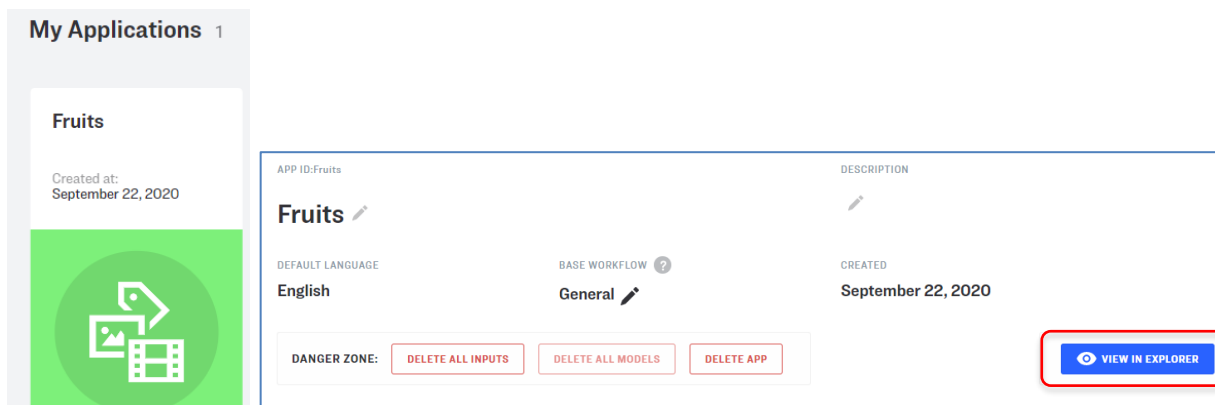 My Applications 1
Fruits
Created at:
September 22, 2020
APP ID:Fruits
DESCRIPTION
Fruits
DEFAULT LANGUAGE
BASE WORKFLOW ?
CREATED
English
General
September 22, 2020
DANGER ZONE: DELETE ALL INPUTS DELETE ALL MODELS DELETE APP
VIEW IN EXPLORER